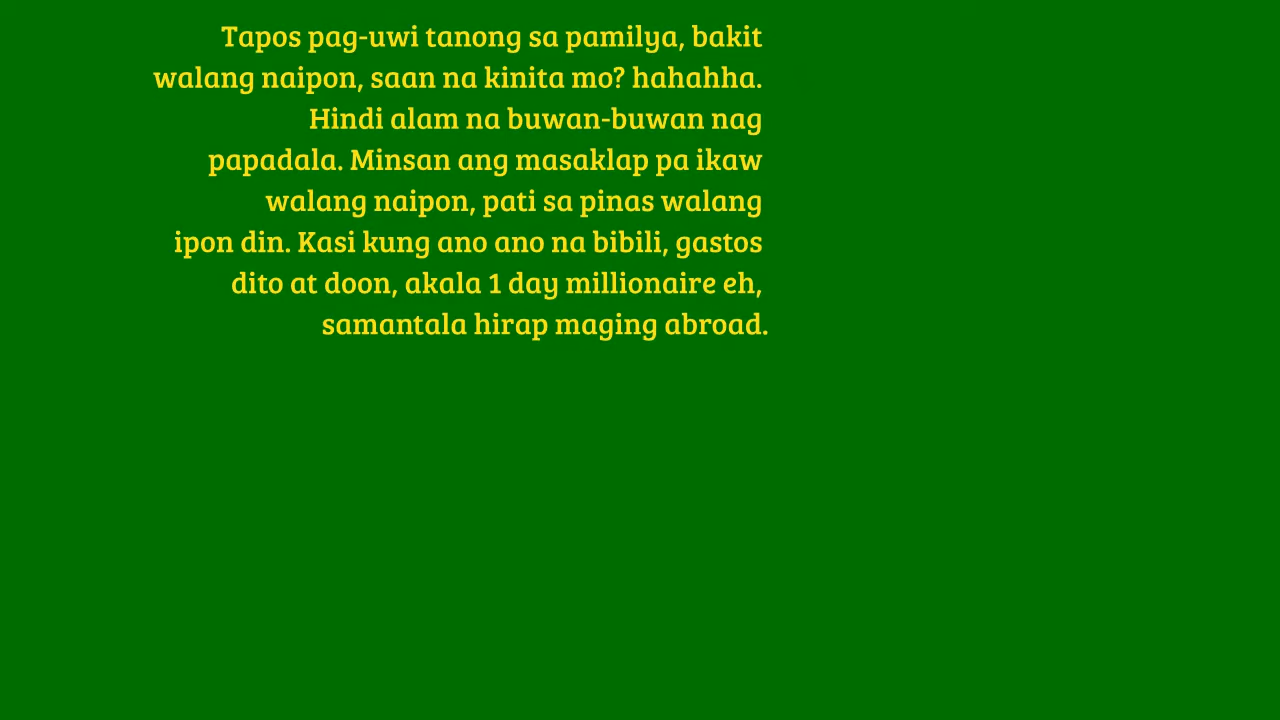 Tapos pag-uwi tanong sa pamilya, bakit
walang naipon, saan na kinita mo? hahahha.
Hindi alam na buwan-buwan nag
papadala. Minsan ang masaklap pa ikaw
walang naipon, pati sa pinas walang
ipon din. Kasi kung ano ano na bibili, gastos
dito at doon, akala 1 day millionaire eh,
samantala hirap maging abroad.